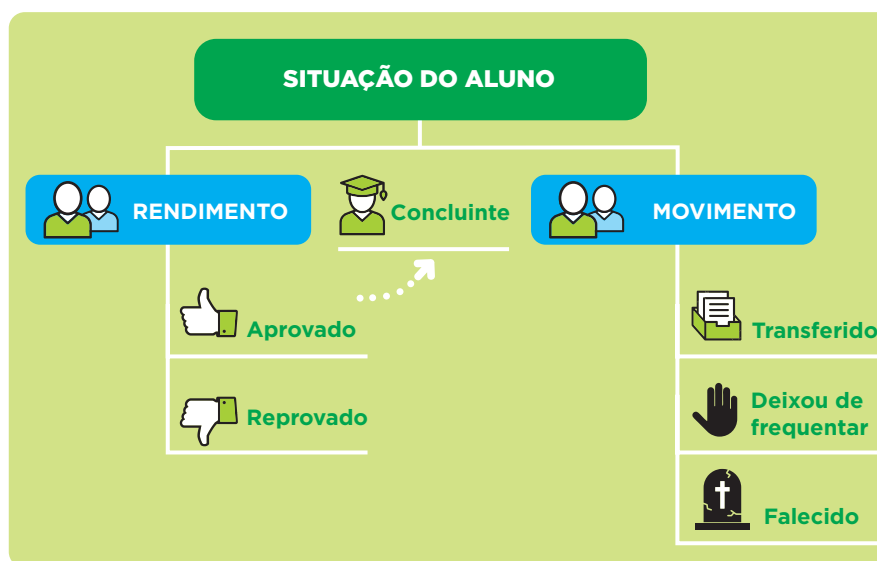 SITUAÇÃO DO ALUNO
RENDIMENTO
Concluinte
MOVIMENTO
Aprovado
Reprovado
Transferido
Deixou de
frequentar
Falecido